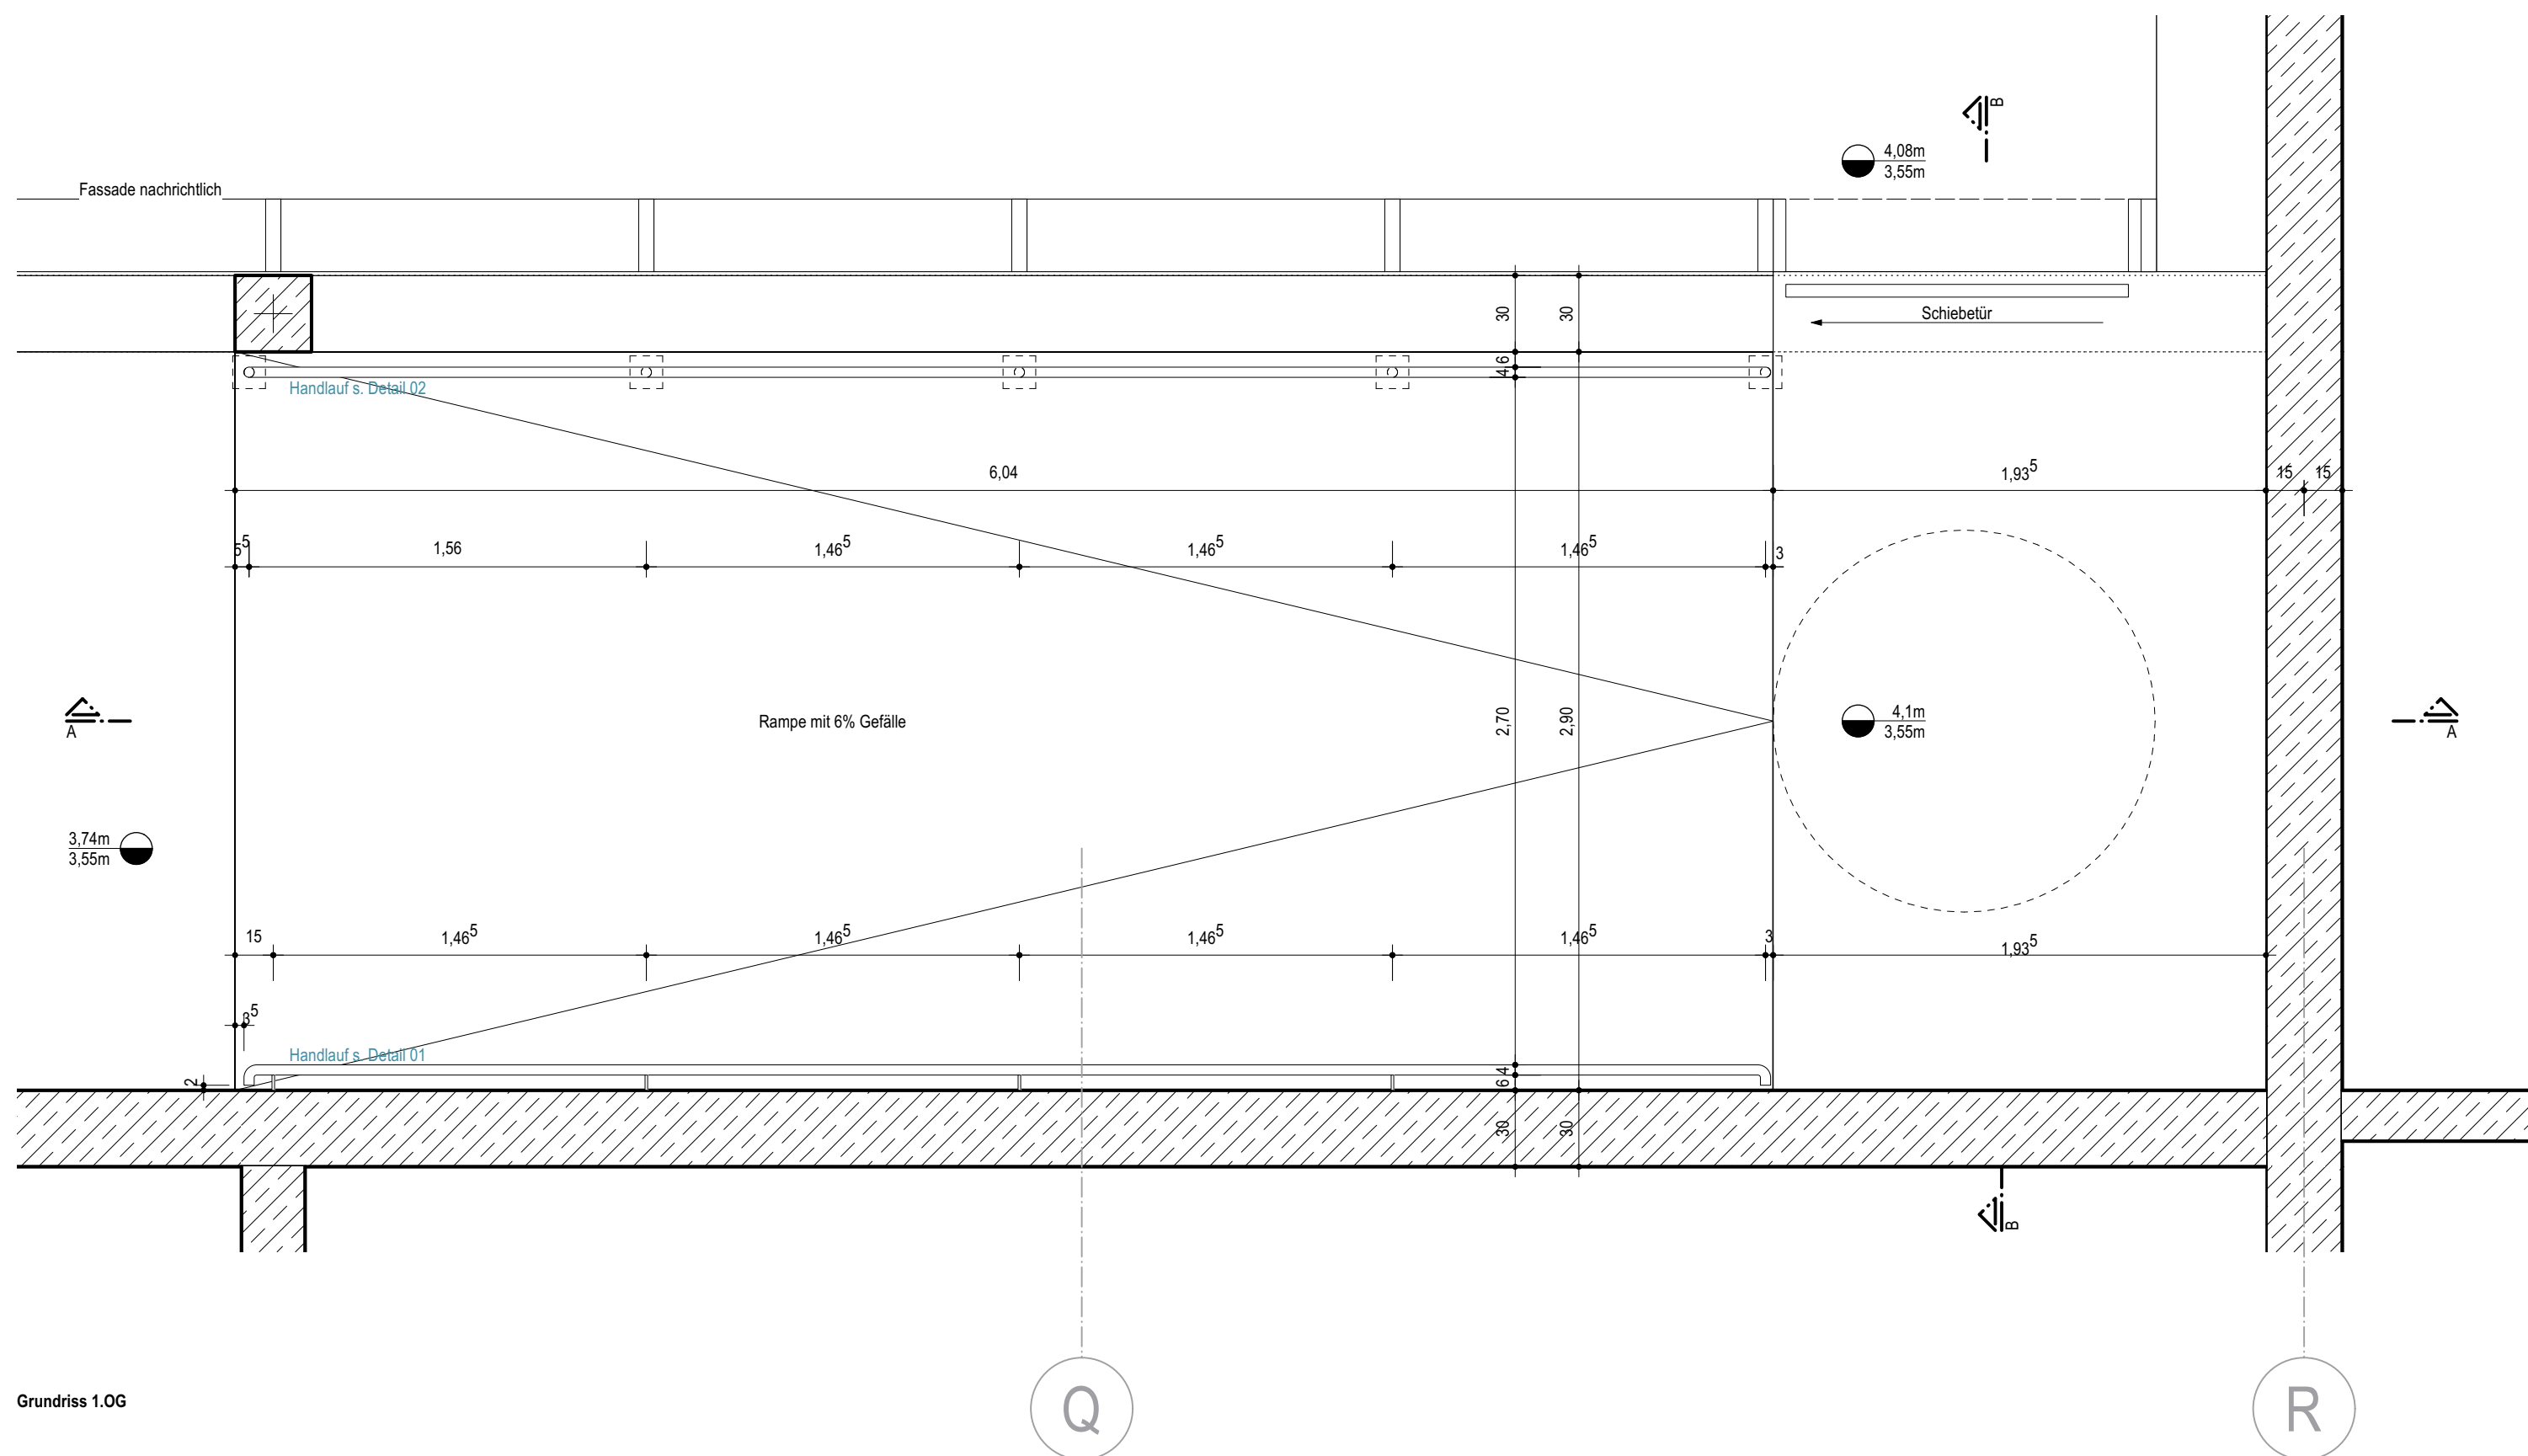 B
4,08m
3,55m
Fassade nachrichtlich
30
30
Schiebetür
4 6
Handlauf s. Detail 02
6,04
1,93⁵
15
15
5⁵
1,56
1,46⁵
1,46⁵
1,46⁵
3
A
Rampe mit 6% Gefälle
2,70
2,90
4,1m
3,55m
A
3,74m
3,55m
15
1,46⁵
1,46⁵
1,46⁵
1,46⁵
3
1,93⁵
3⁵
Handlauf s. Detail 01
2
6 4
30
30
B
Q
R
Grundriss 1.OG